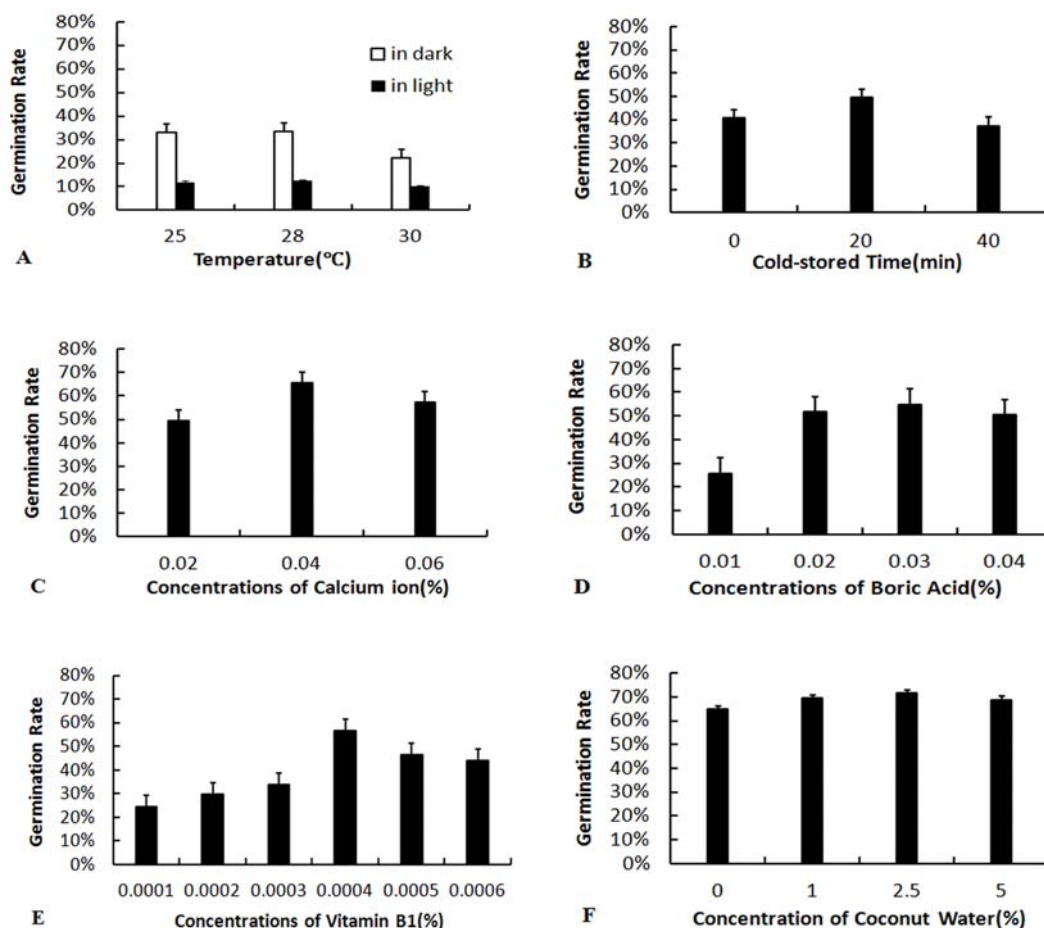 80%
70%
60%
50%
40%
30%
20%
10%
0%
Germination Rate
in dark
in light
25 28 30
Temperature(°C)
A
80%
70%
60%
50%
40%
30%
20%
10%
0%
Germination Rate
0 20 40
Cold-stored Time(min)
B
80%
70%
60%
50%
40%
30%
20%
10%
0%
Germination Rate
0.02 0.04 0.06
Concentrations of Calcium ion(%)
C
80%
70%
60%
50%
40%
30%
20%
10%
0%
Germination Rate
0.01 0.02 0.03 0.04
Concentrations of Boric Acid(%)
D
80%
70%
60%
50%
40%
30%
20%
10%
0%
Germination Rate
0.0001 0.0002 0.0003 0.0004 0.0005 0.0006
Concentrations of Vitamin B1(%)
E
80%
70%
60%
50%
40%
30%
20%
10%
0%
Germination Rate
0 1 2.5 5
Concentration of Coconut Water(%)
F